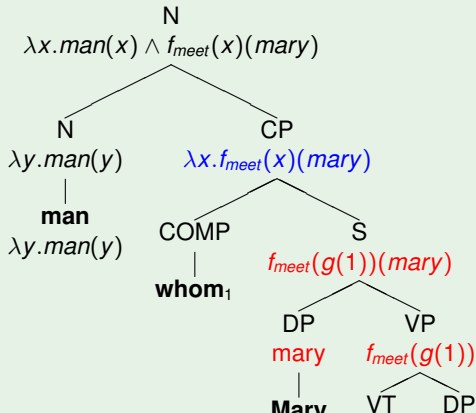 N
λx.man(x) ∧ f_meet(x)(mary)
N CP
λy.man(y) λx.f_meet(x)(mary)
man COMP S
λy.man(y) f_meet(g(1))(mary)
whom₁ DP VP
mary f_meet(g(1))
Mary VT DP